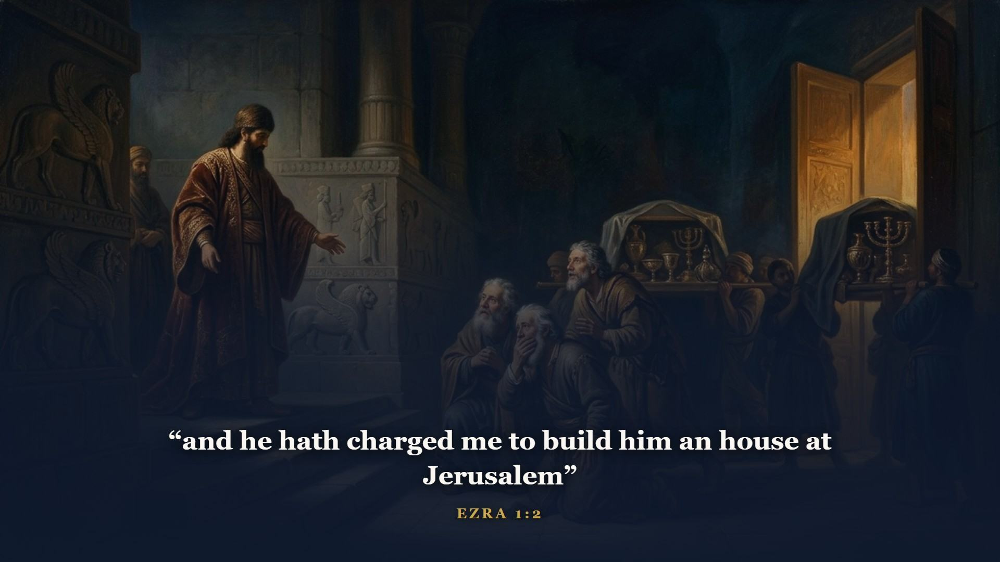 “and he hath charged me to build him an house at
Jerusalem”
EZRA 1:2